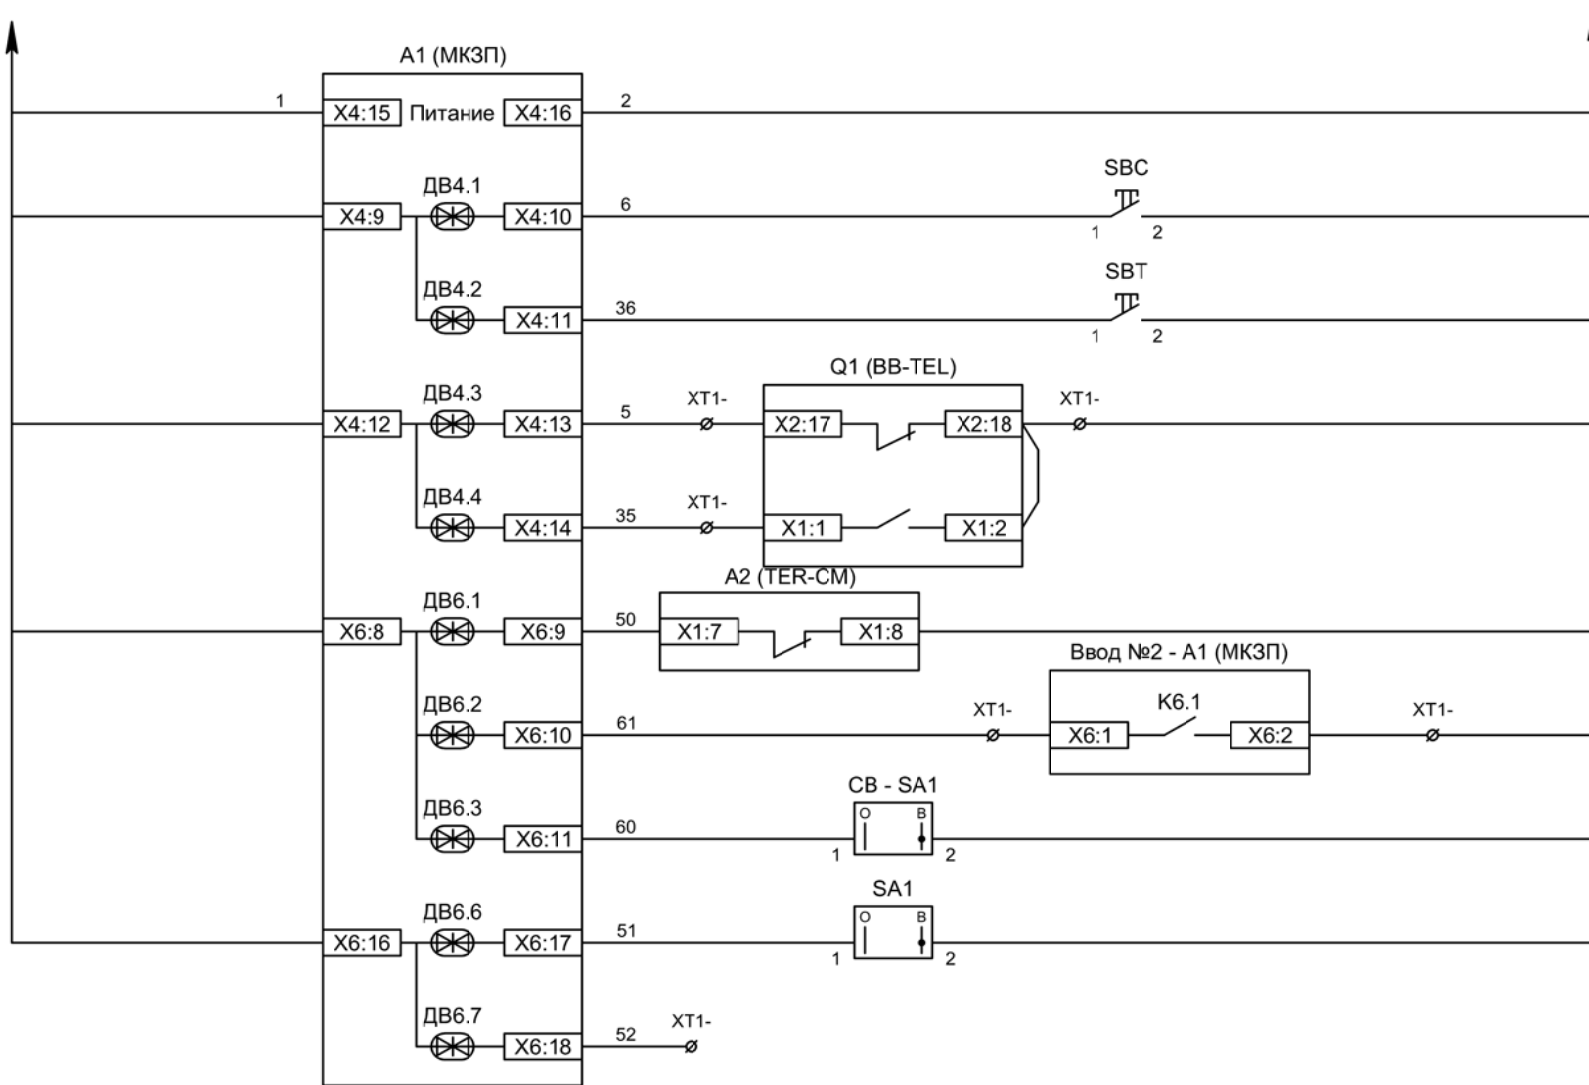 А1 (МКЗП)
1 X4:15 Питание X4:16 2
SBC
ДВ4.1
X4:9 X4:10 6
1 2
SBT
ДВ4.2
X4:11 36
1 2
Q1 (BB-TEL)
ДВ4.3 XT1- XT1-
X4:12 X4:13 5 X2:17 X2:18
ДВ4.4 XT1-
X4:14 35 X1:1 X1:2
A2 (TER-CM)
ДВ6.1
X6:8 X6:9 50 X1:7 X1:8
Ввод №2 - А1 (МКЗП)
ДВ6.2 XT1- K6.1 XT1-
X6:10 61 X6:1 X6:2
СВ - SA1
ДВ6.3 О В
X6:11 60
1 2
SA1
ДВ6.6 О В
X6:16 X6:17 51
1 2
ДВ6.7 XT1-
X6:18 52